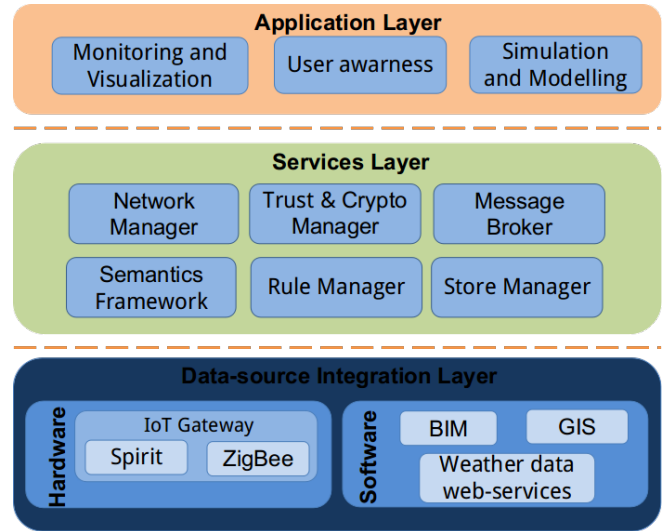 Application Layer
Monitoring and
Visualization
User awarness
Simulation
and Modelling
Services Layer
Network
Manager
Trust & Crypto
Manager
Message
Broker
Semantics
Framework
Rule Manager
Store Manager
Data-source Integration Layer
Hardware
IoT Gateway
Spirit
ZigBee
Software
BIM
GIS
Weather data
web-services